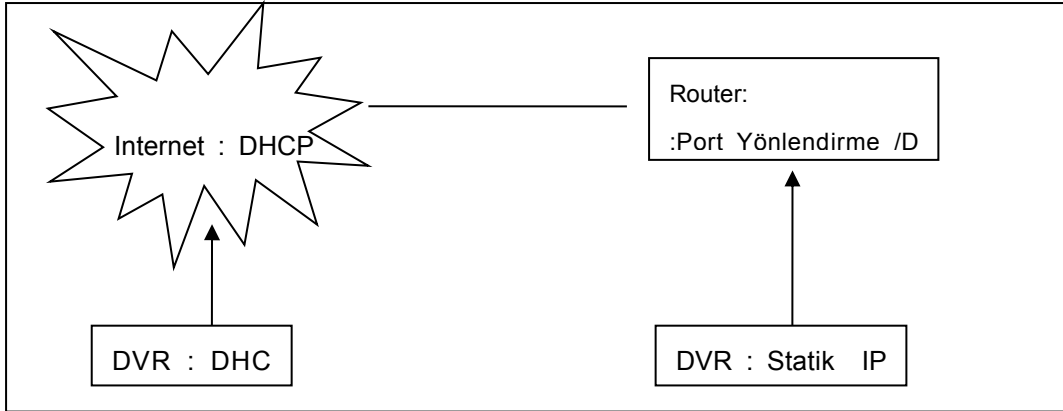 Router:
:Port Yönlendirme /D
Internet : DHCP
DVR : DHC
DVR : Statik IP